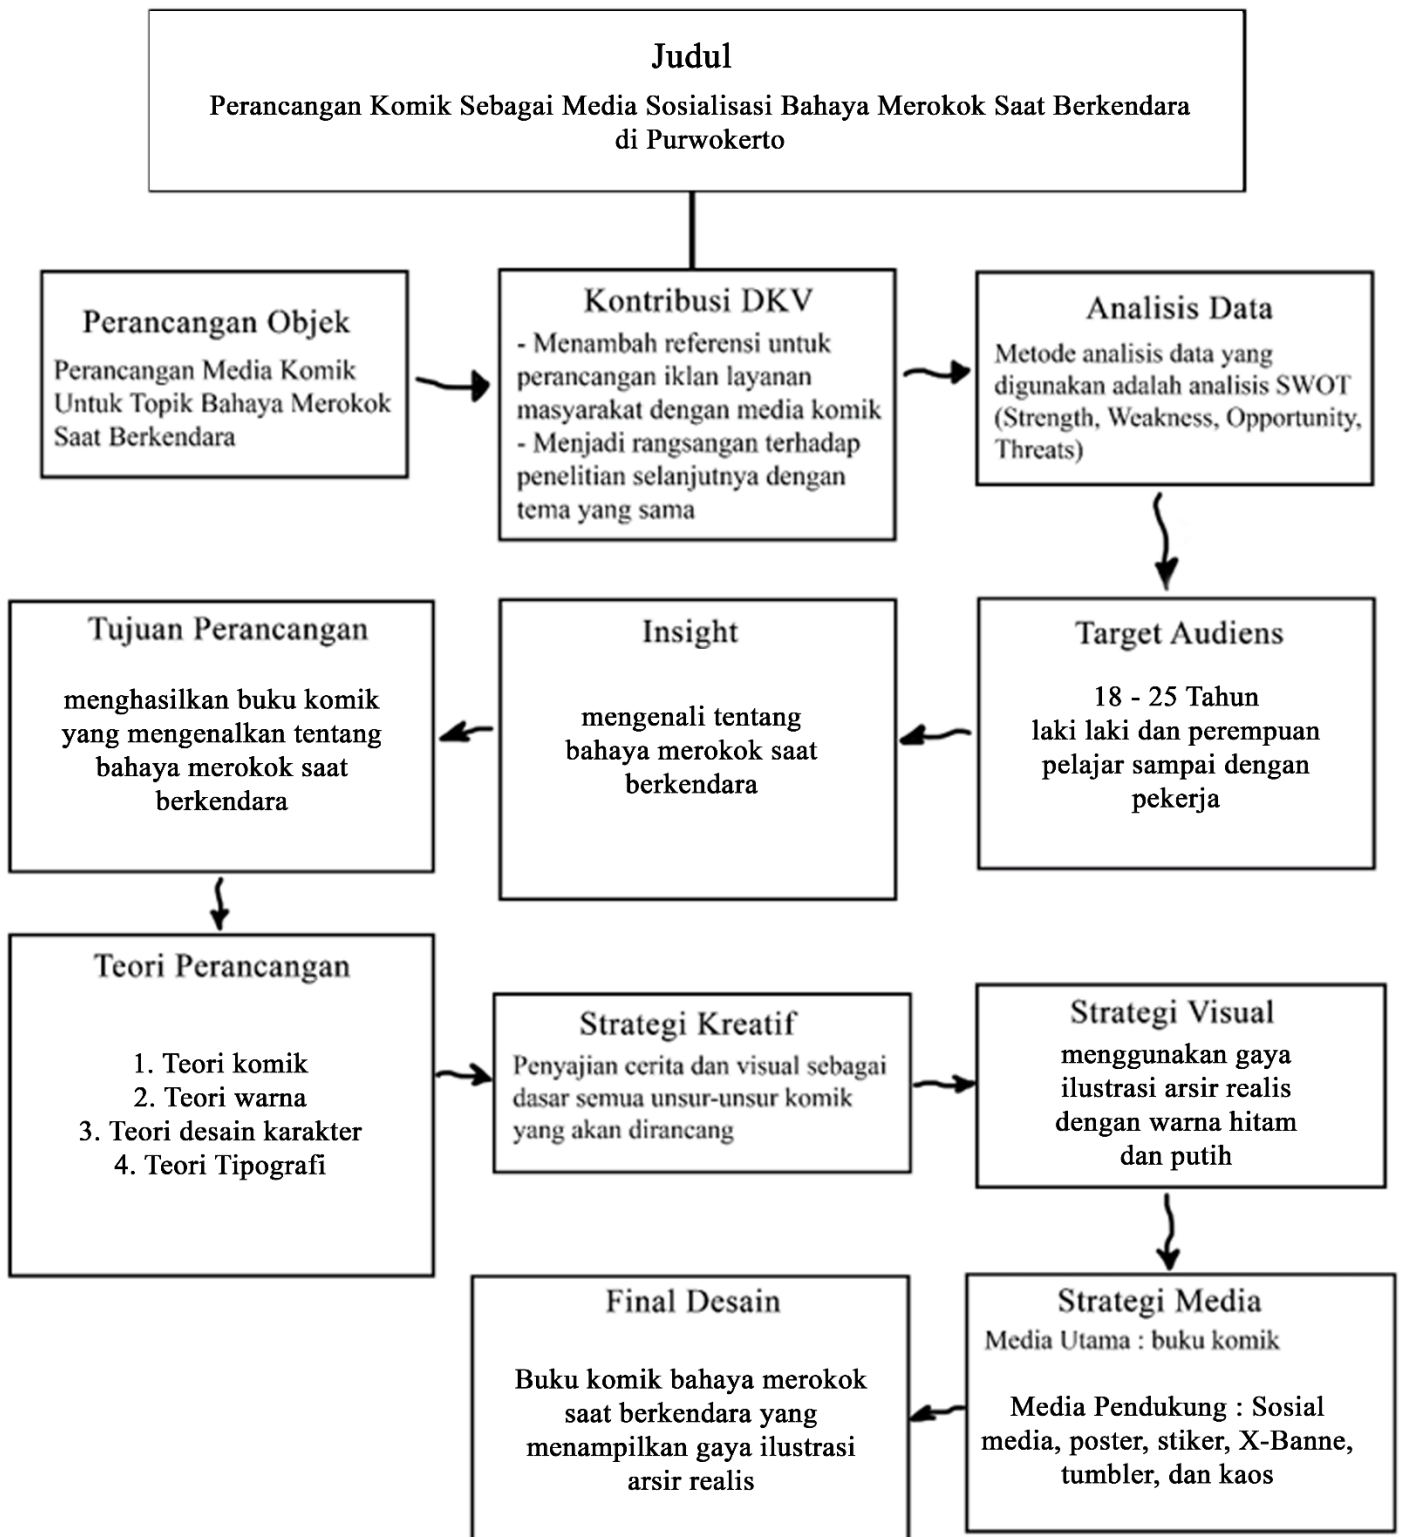 Judul
Perancangan Komik Sebagai Media Sosialisasi Bahaya Merokok Saat Berkendara
di Purwokerto
Perancangan Objek
Perancangan Media Komik
Untuk Topik Bahaya Merokok
Saat Berkendara
Kontribusi DKV
- Menambah referensi untuk
perancangan iklan layanan
masyarakat dengan media komik
- Menjadi rangsangan terhadap
penelitian selanjutnya dengan
tema yang sama
Analisis Data
Metode analisis data yang
digunakan adalah analisis SWOT
(Strength, Weakness, Opportunity,
Threats)
Target Audiens
18 - 25 Tahun
laki laki dan perempuan
pelajar sampai dengan
pekerja
Insight
mengenali tentang
bahaya merokok saat
berkendara
Tujuan Perancangan
menghasilkan buku komik
yang mengenalkan tentang
bahaya merokok saat
berkendara
Teori Perancangan
1. Teori komik
2. Teori warna
3. Teori desain karakter
4. Teori Tipografi
Strategi Kreatif
Penyajian cerita dan visual sebagai
dasar semua unsur-unsur komik
yang akan dirancang
Strategi Visual
menggunakan gaya
ilustrasi arsir realis
dengan warna hitam
dan putih
Strategi Media
Media Utama : buku komik
Media Pendukung : Sosial
media, poster, stiker, X-Banne,
tumbler, dan kaos
Final Desain
Buku komik bahaya merokok
saat berkendara yang
menampilkan gaya ilustrasi
arsir realis